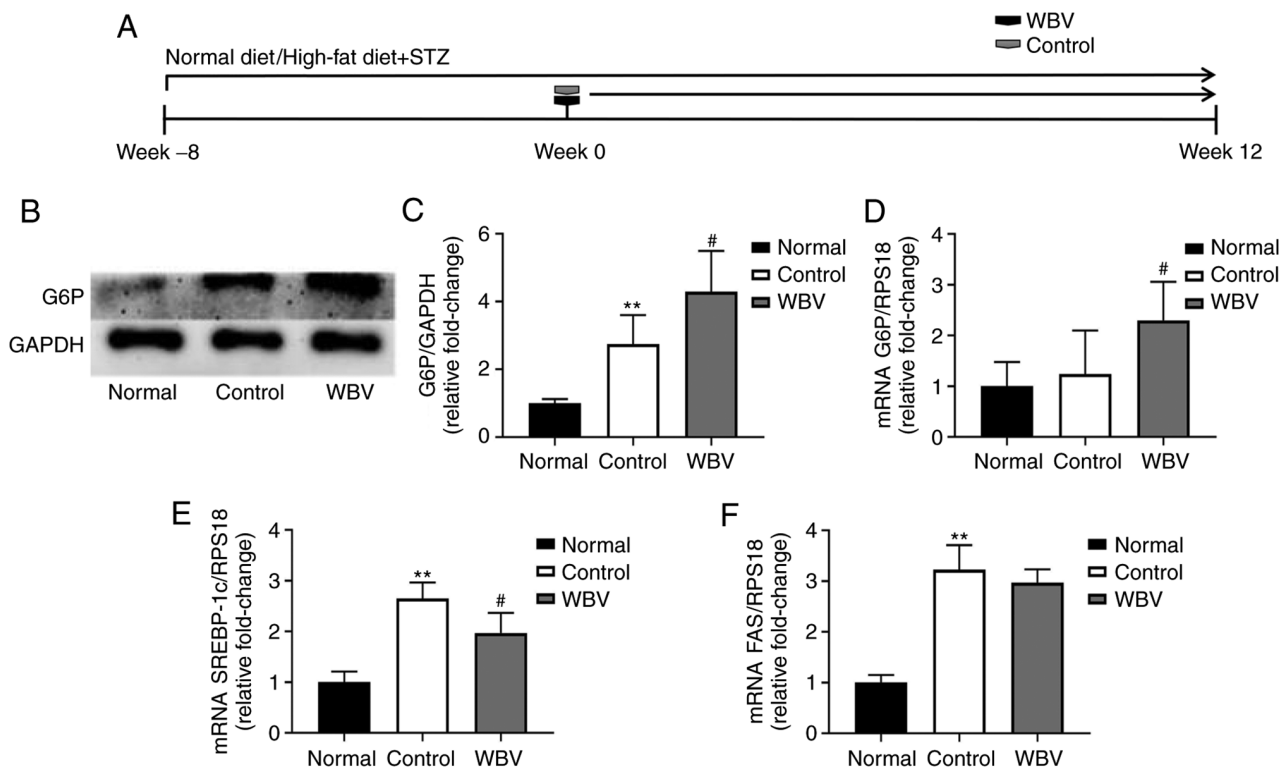 A
WBV
Control
Normal diet/High-fat diet+STZ
Week –8
Week 0
Week 12
B
G6P
GAPDH
Normal Control WBV
C
G6P/GAPDH
(relative fold-change)
6
4
2
0
**
#
Normal Control WBV
Normal
Control
WBV
D
mRNA G6P/RPS18
(relative fold-change)
4
3
2
1
0
#
Normal Control WBV
Normal
Control
WBV
E
mRNA SREBP-1c/RPS18
(relative fold-change)
4
3
2
1
0
**
#
Normal Control WBV
Normal
Control
WBV
F
mRNA FAS/RPS18
(relative fold-change)
4
3
2
1
0
**
Normal Control WBV
Normal
Control
WBV